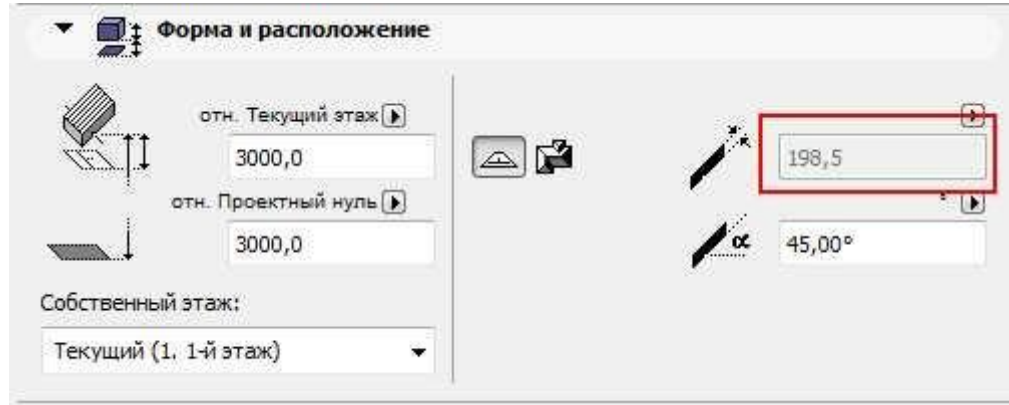 Форма и расположение
отн. Текущий этаж
3000,0
отн. Проектный нуль
3000,0
Собственный этаж:
Текущий (1. 1-й этаж)
198,5
α
45,00°